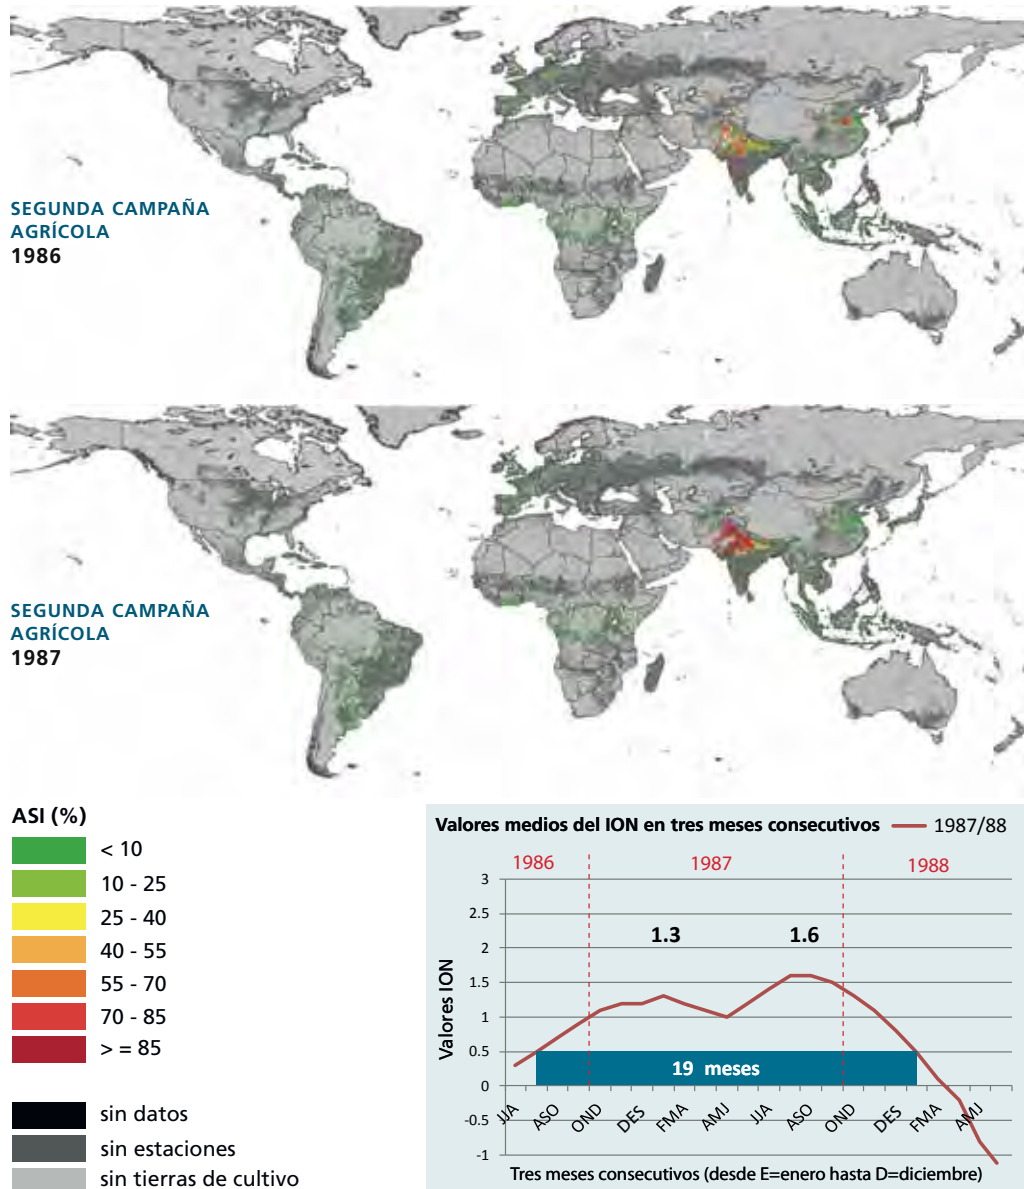 SEGUNDA CAMPAÑA
AGRÍCOLA
1986
SEGUNDA CAMPAÑA
AGRÍCOLA
1987
ASI (%)
< 10
10 - 25
25 - 40
40 - 55
55 - 70
70 - 85
> = 85
sin datos
sin estaciones
sin tierras de cultivo
Valores medios del ION en tres meses consecutivos
1987/88
1986 1987 1988
Valores ION
3
2.5
2
1.5
1
0.5
0
-0.5
-1
1.3 1.6
19 meses
JJA ASO OND DES FMA AMJ JJA ASO OND DES FMA AMJ
Tres meses consecutivos (desde E=enero hasta D=diciembre)